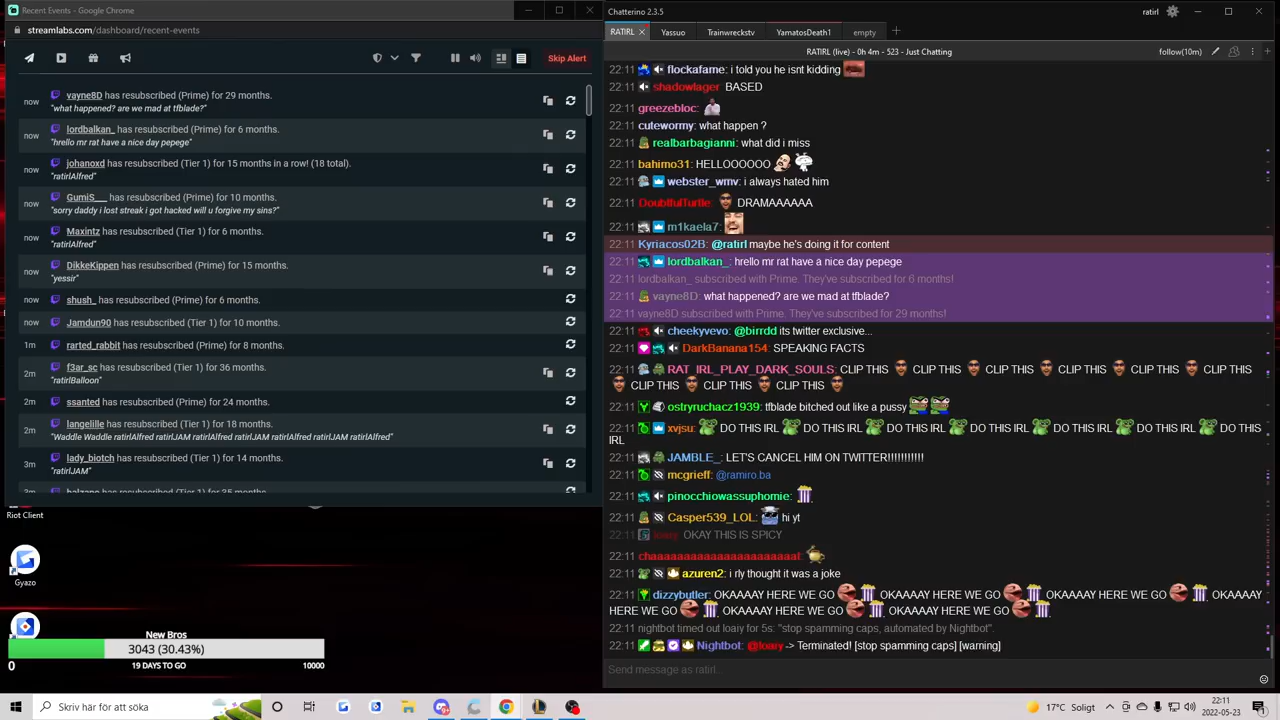 Recent Events - Google Chrome
streamlabs.com/dashboard/recent-events
Skip Alert
now vayne8D has resubscribed (Prime) for 29 months.
"what happened? are we mad at tfblade?"
now lordbalkan_ has resubscribed (Prime) for 6 months.
"hrello mr rat have a nice day pepege"
now johanoxd has resubscribed (Tier 1) for 15 months in a row! (18 total).
"ratirlAlfred"
now GumiS___ has resubscribed (Prime) for 10 months.
"sorry daddy i lost streak i got hacked will u forgive my sins?"
now Maxintz has resubscribed (Tier 1) for 6 months.
"ratirlAlfred"
now DikkeKippen has resubscribed (Prime) for 15 months.
"yessir"
now shush_ has resubscribed (Prime) for 6 months.
now Jamdun90 has resubscribed (Tier 1) for 10 months.
1m rarted_rabbit has resubscribed (Prime) for 8 months.
2m f3ar_sc has resubscribed (Tier 1) for 36 months.
"ratirlBalloon"
2m ssanted has resubscribed (Prime) for 24 months.
2m langelille has resubscribed (Tier 1) for 18 months.
"Waddle Waddle ratirlAlfred ratirlJAM ratirlAlfred ratirlJAM ratirlAlfred"
3m lady_biotch has resubscribed (Tier 1) for 14 months.
"ratirlJAM"
Riot Client
Gyazo
New Bros
3043 (30.43%)
0 19 DAYS TO GO 10000
Chatterino 2.3.5
ratirl
RATIRL Yassuo Trainwreckstv YamatosDeath1 empty
RATIRL (live) - 0h 4m - 523 - Just Chatting
follow(10m)
22:11 flockafame: i told you he isnt kidding
22:11 shadowlager: BASED
22:11 greezebloc:
22:11 cutewormy: what happen ?
22:11 realbarbagianni: what did i miss
22:11 bahimo31: HELLOOOOOO
22:11 webster_wmv: i always hated him
22:11 DoubtfulTurtle: DRAMAAAAAA
22:11 m1kaela7:
22:11 Kyriacos02B: @ratirl maybe he's doing it for content
22:11 lordbalkan_: hrello mr rat have a nice day pepege
22:11 lordbalkan_ subscribed with Prime. They've subscribed for 6 months!
22:11 vayne8D: what happened? are we mad at tfblade?
22:11 vayne8D subscribed with Prime. They've subscribed for 29 months!
22:11 cheekyvevo: @birrdd its twitter exclusive...
22:11 DarkBanana154: SPEAKING FACTS
22:11 RAT_IRL_PLAY_DARK_SOULS: CLIP THIS CLIP THIS CLIP THIS CLIP THIS CLIP THIS
CLIP THIS CLIP THIS CLIP THIS
22:11 ostryruchacz1939: tfblade bitched out like a pussy
22:11 xvjsu: DO THIS IRL DO THIS IRL DO THIS IRL DO THIS IRL DO THIS IRL DO THIS IRL DO THIS
IRL
22:11 JAMBLE_: LET'S CANCEL HIM ON TWITTER!!!!!!!!!!!
22:11 mcgrieff: @ramiro.ba
22:11 pinocchiowassuphomie:
22:11 Casper539_LOL: hi yt
22:11 loaiy: OKAY THIS IS SPICY
22:11 chaaaaaaaaaaaaaaaaaaaaat:
22:11 azuren2: i rly thought it was a joke
22:11 dizzybutler: OKAAAAY HERE WE GO OKAAAAY HERE WE GO OKAAAAY HERE WE GO OKAAAAY
HERE WE GO OKAAAAY HERE WE GO OKAAAAY HERE WE GO
22:11 nightbot timed out loaiy for 5s: "stop spamming caps, automated by Nightbot".
22:11 Nightbot: @loaiy -> Terminated! [stop spamming caps] [warning]
Send message as ratirl...
Skriv här för att söka
17°C Soligt
22:11
2022-05-23